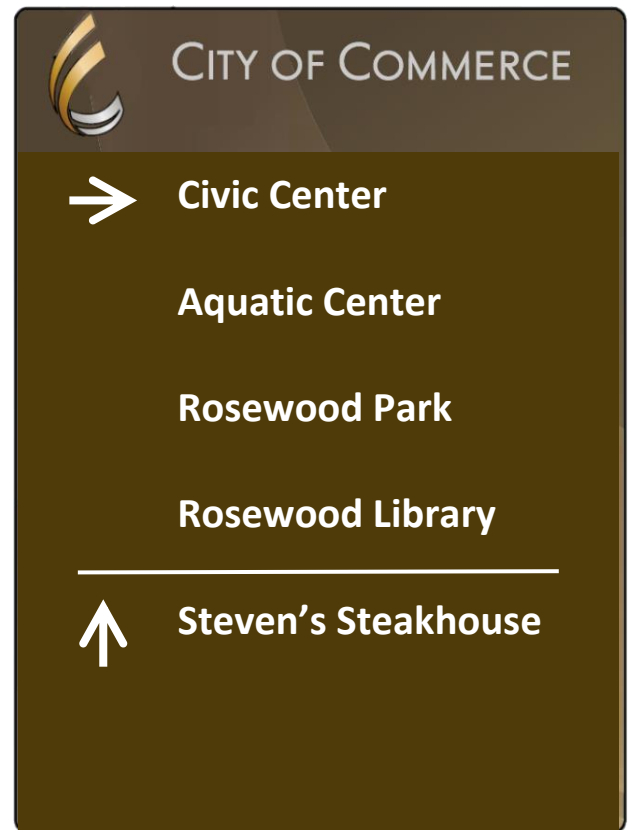 CITY OF COMMERCE
→ Civic Center
Aquatic Center
Rosewood Park
Rosewood Library
↑ Steven’s Steakhouse